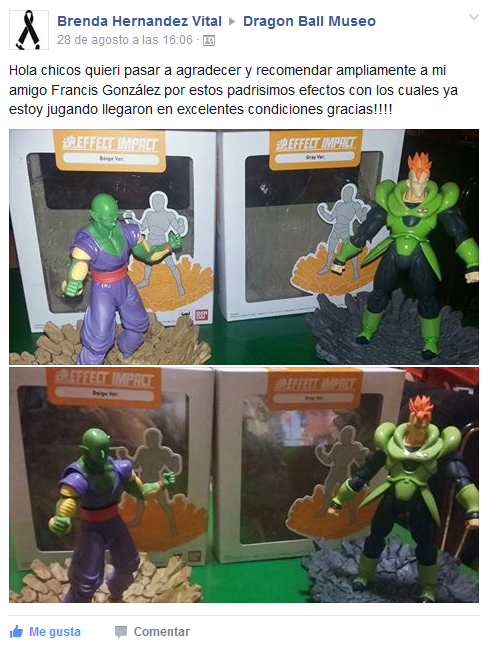 Brenda Hernandez Vital ▸ Dragon Ball Museo
28 de agosto a las 16:06 ·
Hola chicos quieri pasar a agradecer y recomendar ampliamente a mi
amigo Francis González por estos padrisimos efectos con los cuales ya
estoy jugando llegaron en excelentes condiciones gracias!!!!
EFFECT IMPACT
Beige Ver.
EFFECT IMPACT
Gray Ver.
BAN
DAI
EFFECT IMPACT
Beige Ver.
EFFECT IMPACT
Gray Ver.
Me gusta
Comentar